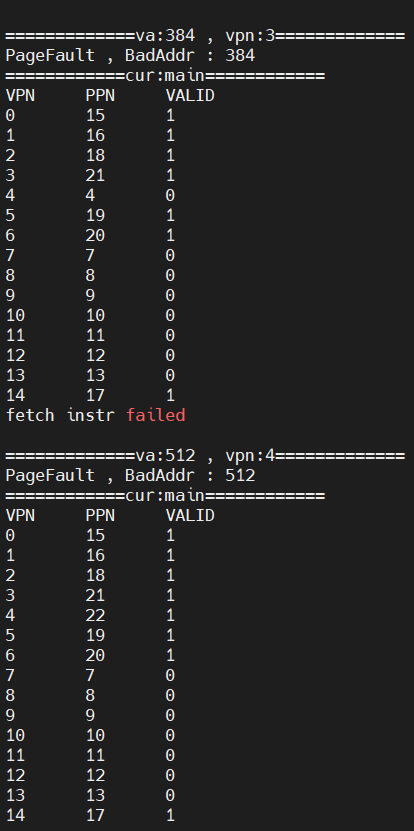 =============va:384 , vpn:3=============
PageFault , BadAddr : 384
============cur:main============
VPN PPN VALID
0 15 1
1 16 1
2 18 1
3 21 1
4 4 0
5 19 1
6 20 1
7 7 0
8 8 0
9 9 0
10 10 0
11 11 0
12 12 0
13 13 0
14 17 1
fetch instr failed
=============va:512 , vpn:4=============
PageFault , BadAddr : 512
============cur:main============
VPN PPN VALID
0 15 1
1 16 1
2 18 1
3 21 1
4 22 1
5 19 1
6 20 1
7 7 0
8 8 0
9 9 0
10 10 0
11 11 0
12 12 0
13 13 0
14 17 1